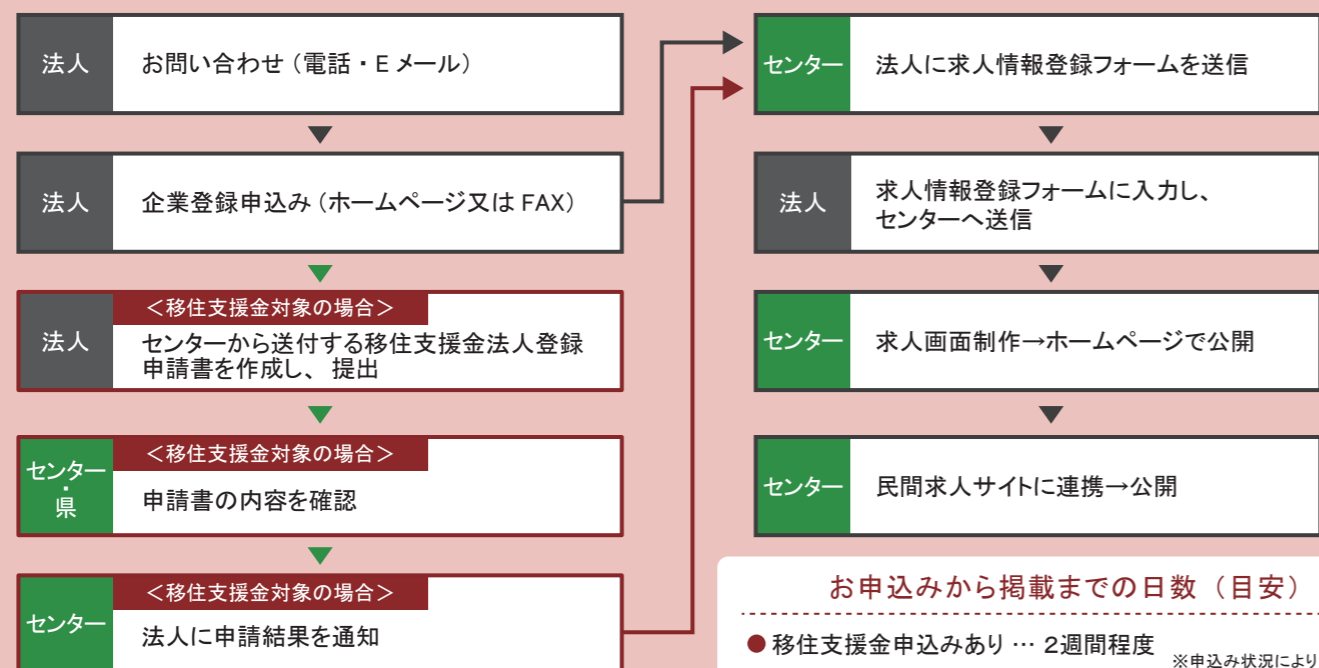 法人
お問い合わせ（電話・Eメール）
法人
企業登録申込み（ホームページ又は FAX）
＜移住支援金対象の場合＞
法人
センターから送付する移住支援金法人登録
申請書を作成し、提出
＜移住支援金対象の場合＞
センター
・
県
申請書の内容を確認
＜移住支援金対象の場合＞
センター
法人に申請結果を通知
センター
法人に求人情報登録フォームを送信
法人
求人情報登録フォームに入力し、
センターへ送信
センター
求人画面制作→ホームページで公開
センター
民間求人サイトに連携→公開
お申込みから掲載までの日数（目安）
●移住支援金申込みあり … 2週間程度
※申込み状況により